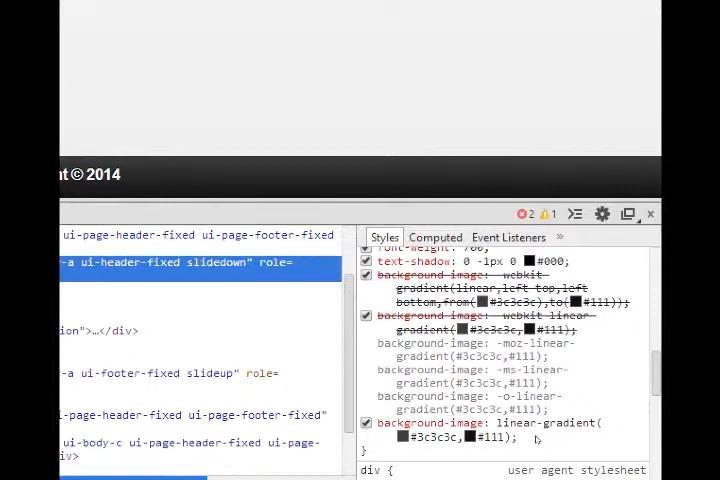 nt © 2014
2 1
ui-page-header-fixed ui-page-footer-fixed
-a ui-header-fixed slidedown" role=
ion">…</div>
-a ui-footer-fixed slideup" role=
ui-page-header-fixed ui-page-footer-fixed"
ui-body-c ui-page-header-fixed ui-page-
div>
Styles Computed Event Listeners »
font-weight: 700;
text-shadow: 0 -1px 0 #000;
background-image: -webkit-
gradient(linear,left top,left
bottom,from(#3c3c3c),to(#111));
background-image: -webkit-linear-
gradient(#3c3c3c,#111);
background-image: -moz-linear-
gradient(#3c3c3c,#111);
background-image: -ms-linear-
gradient(#3c3c3c,#111);
background-image: -o-linear-
gradient(#3c3c3c,#111);
background-image: linear-gradient(
#3c3c3c,#111);
}
div { user agent stylesheet